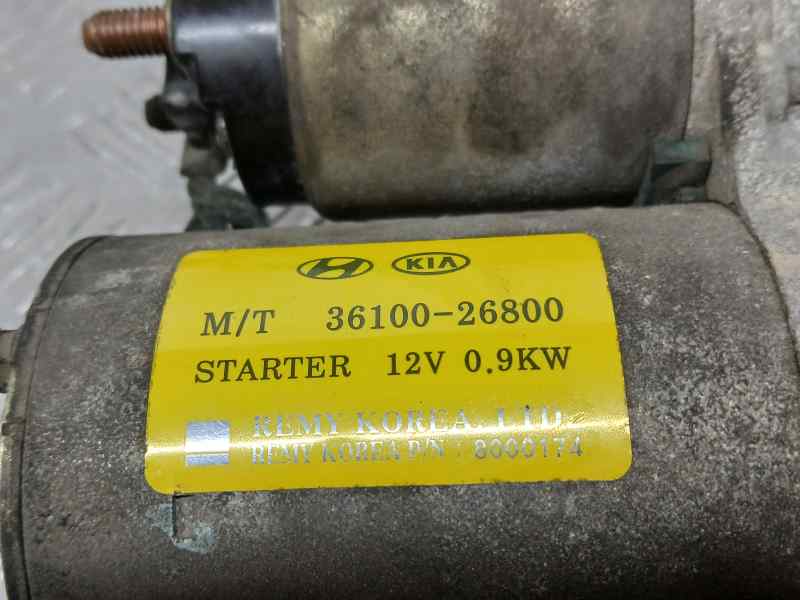 KIA
M/T 36100-26800
STARTER 12V 0.9KW
REMY KOREA, LTD.
REMY KOREA P/N : 8000174